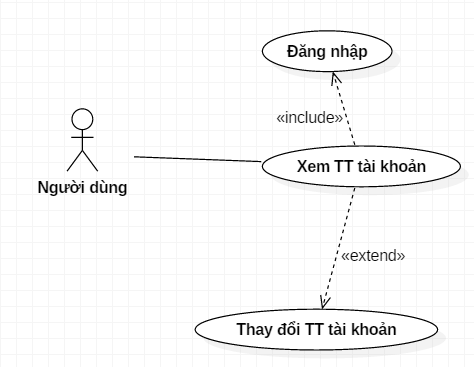 Đăng nhập
«include»
Xem TT tài khoản
Người dùng
«extend»
Thay đổi TT tài khoản